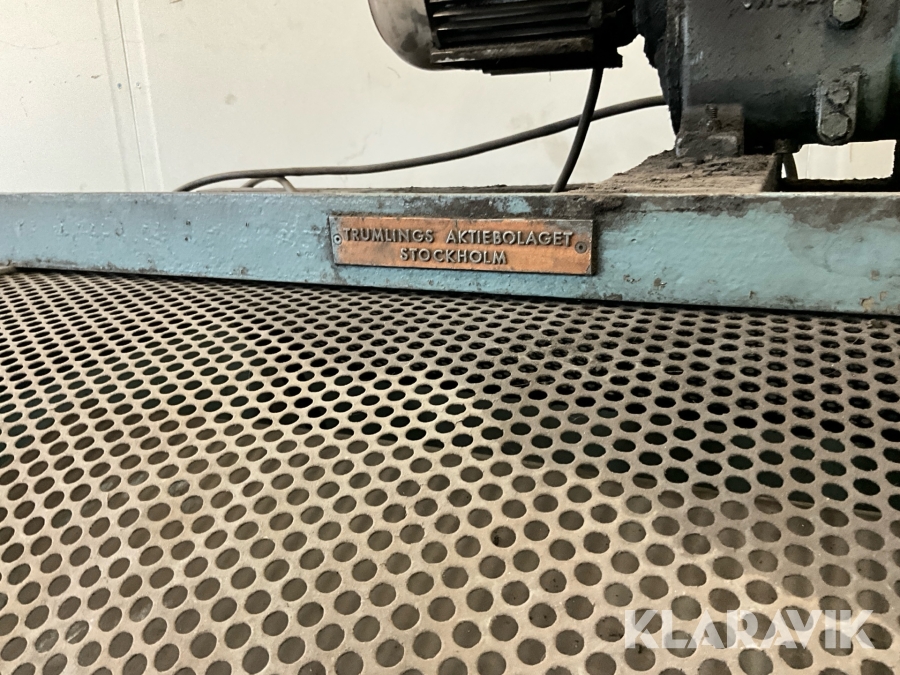 TRUMLINGS AKTIEBOLAGET
STOCKHOLM
KLARAVIK